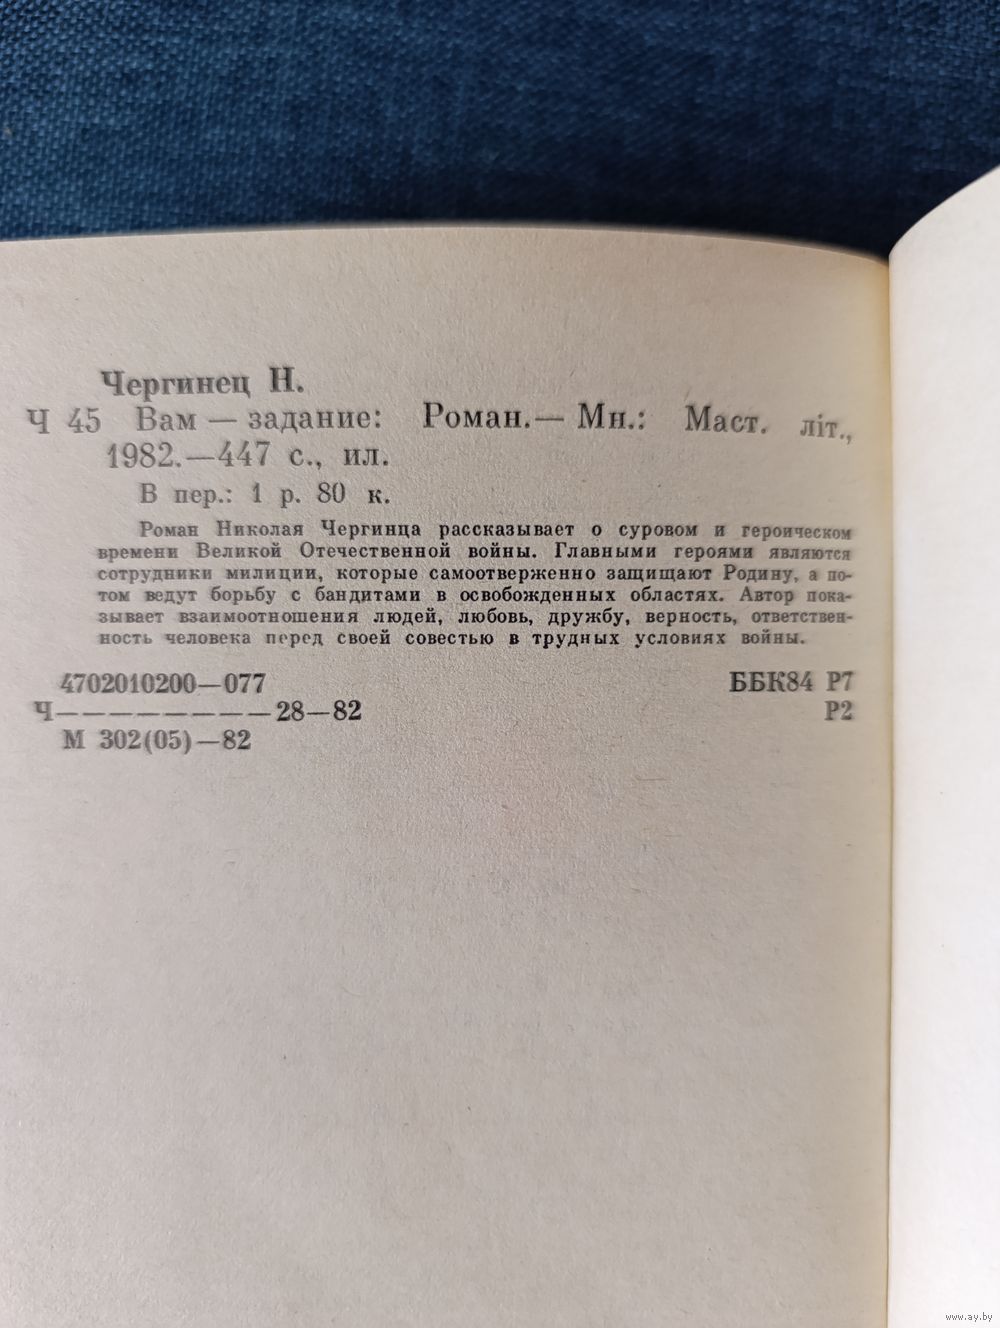 Чергинец Н.
Ч 45 Вам — задание: Роман.— Мн.: Маст. літ.,
1982.—447 с., ил.
В пер.: 1 р. 80 к.
Роман Николая Чергинца рассказывает о суровом и героическом
времени Великой Отечественной войны. Главными героями являются
сотрудники милиции, которые самоотверженно защищают Родину, а по-
том ведут борьбу с бандитами в освобожденных областях. Автор пока-
зывает взаимоотношения людей, любовь, дружбу, верность, ответствен-
ность человека перед своей совестью в трудных условиях войны.
4702010200—077 ББК84 Р7
Ч————————28—82 Р2
М 302(05)—82
www.ay.by